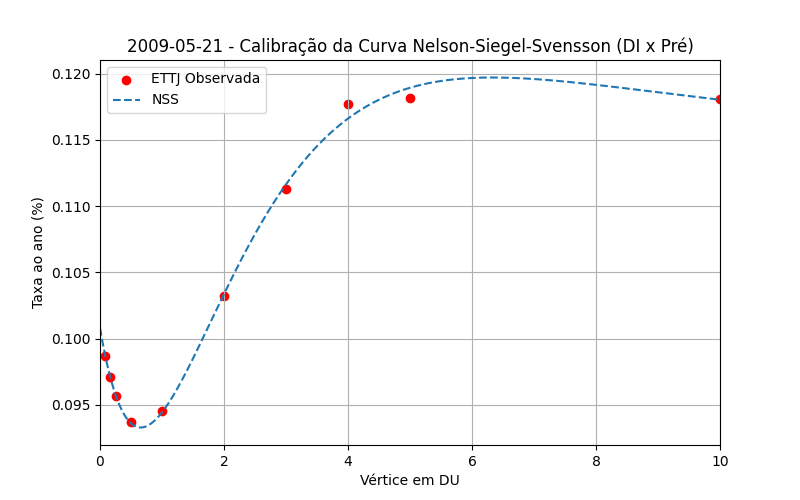 2009-05-21 - Calibração da Curva Nelson-Siegel-Svensson (DI x Pré)
ETTJ Observada
NSS
Taxa ao ano (%)
0.120
0.115
0.110
0.105
0.100
0.095
0 2 4 6 8 10
Vértice em DU